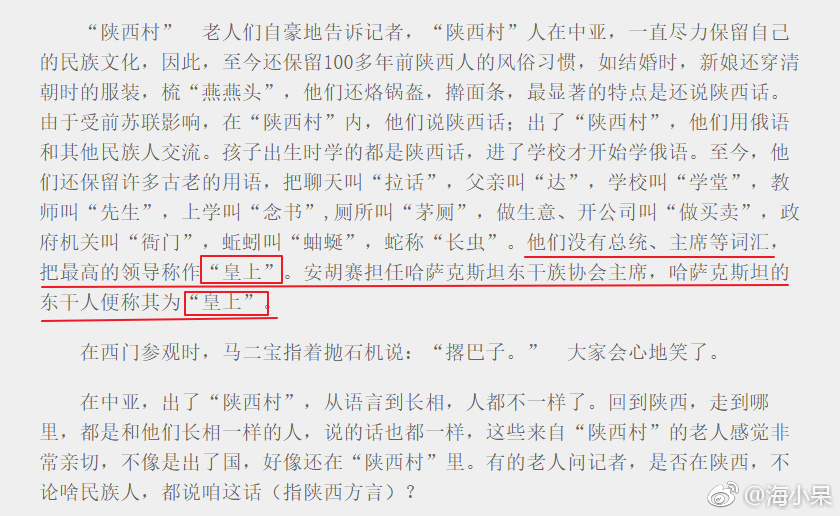 “陕西村”　老人们自豪地告诉记者，“陕西村”人在中亚，一直尽力保留自己
的民族文化，因此，至今还保留100多年前陕西人的风俗习惯，如结婚时，新娘还穿清
朝时的服装，梳“燕燕头”，他们还烙锅盔，擀面条，最显著的特点是还说陕西话。
由于受前苏联影响，在“陕西村”内，他们说陕西话；出了“陕西村”，他们用俄语
和其他民族人交流。孩子出生时学的都是陕西话，进了学校才开始学俄语。至今，他
们还保留许多古老的用语，把聊天叫“拉话”，父亲叫“达”，学校叫“学堂”，教
师叫“先生”，上学叫“念书”,厕所叫“茅厕”，做生意、开公司叫“做买卖”，政
府机关叫“衙门”，蚯蚓叫“蚰蜒”，蛇称“长虫”。他们没有总统、主席等词汇，
把最高的领导称作“皇上”。安胡赛担任哈萨克斯坦东干族协会主席，哈萨克斯坦的
东干人便称其为“皇上”。
在西门参观时，马二宝指着抛石机说：“撂巴子。”　大家会心地笑了。
在中亚，出了“陕西村”，从语言到长相，人都不一样了。回到陕西，走到哪
里，都是和他们长相一样的人，说的话也都一样，这些来自“陕西村”的老人感觉非
常亲切，不像是出了国，好像还在“陕西村”里。有的老人问记者，是否在陕西，不
论啥民族人，都说咱这话（指陕西方言）？
@海小呆